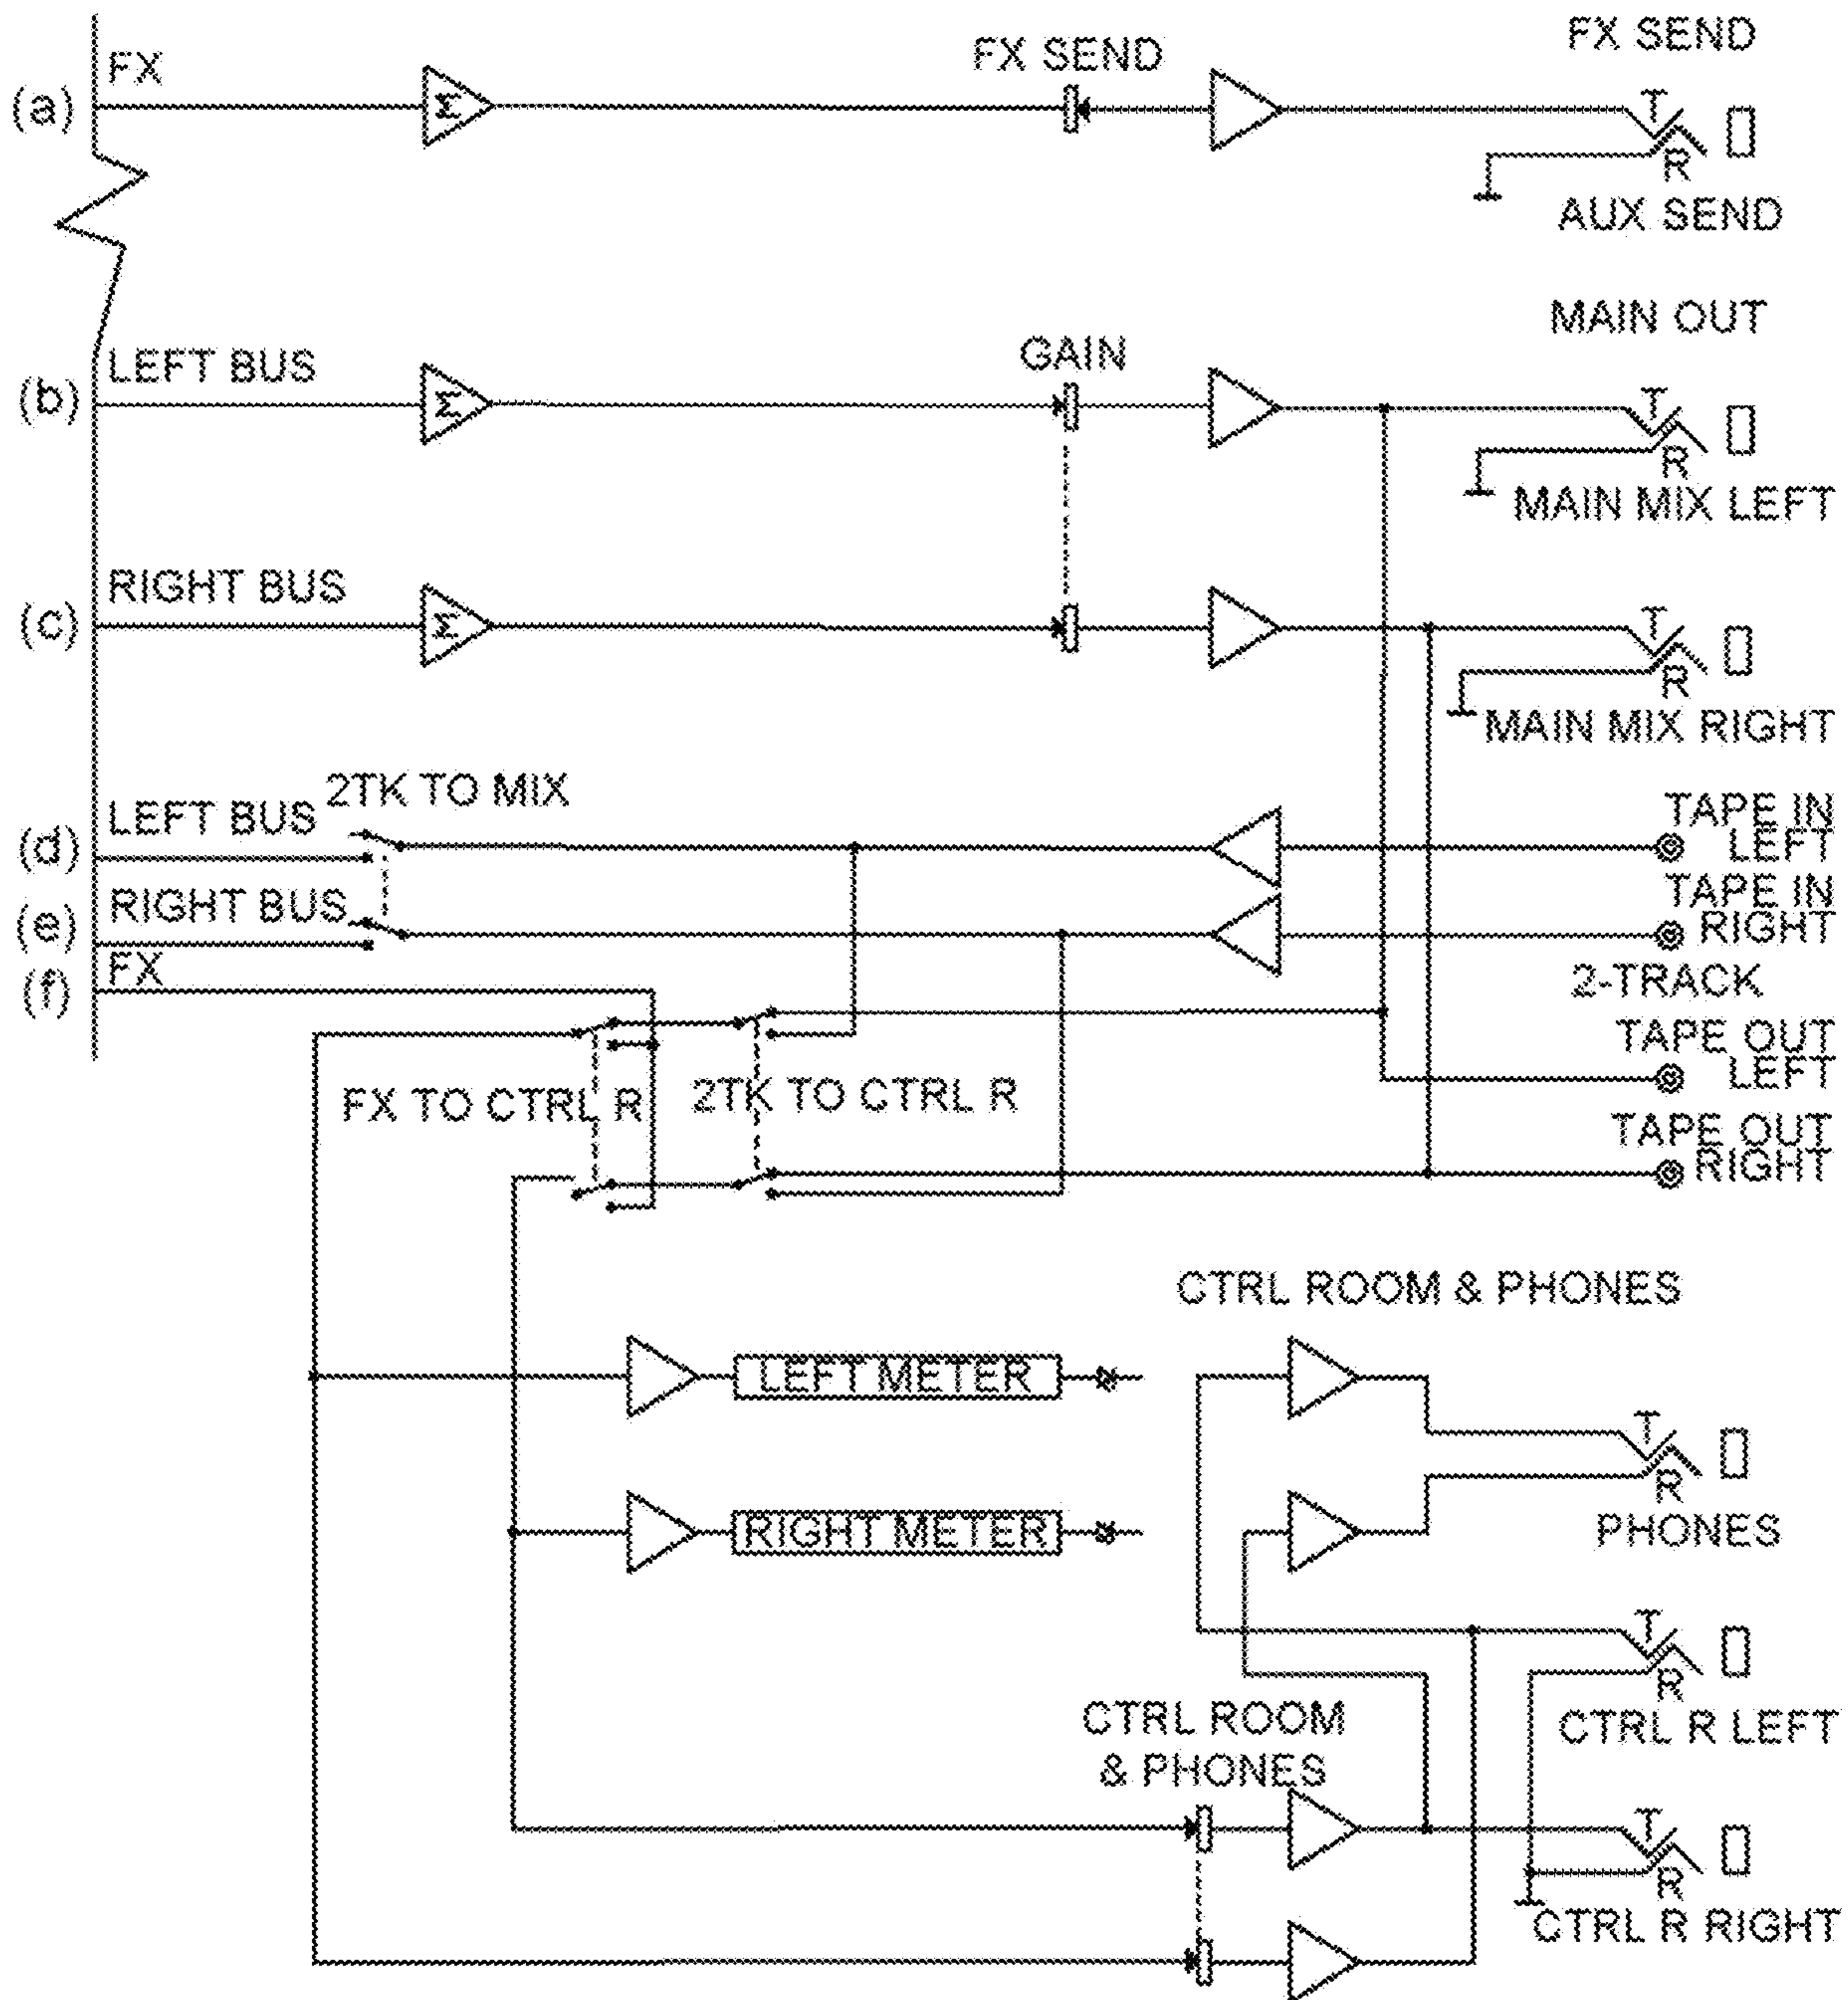 FX SEND
FX
FX SEND
(a)
Σ
T
R
AUX SEND
MAIN OUT
LEFT BUS
GAIN
(b)
Σ
T
R
MAIN MIX LEFT
RIGHT BUS
(c)
Σ
T
R
MAIN MIX RIGHT
2TK TO MIX
TAPE IN
LEFT BUS
(d)
LEFT
TAPE IN
RIGHT BUS
(e)
RIGHT
FX
(f)
2-TRACK
TAPE OUT
LEFT
FX TO CTRL R
2TK TO CTRL R
TAPE OUT
RIGHT
CTRL ROOM & PHONES
LEFT METER
T
R
RIGHT METER
PHONES
T
R
CTRL ROOM
& PHONES
CTRL R LEFT
T
R
CTRL R RIGHT